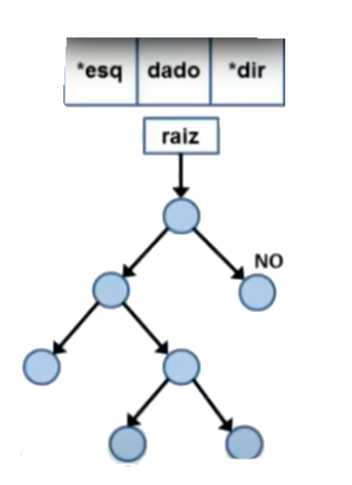 *esq dado *dir
raiz
NO